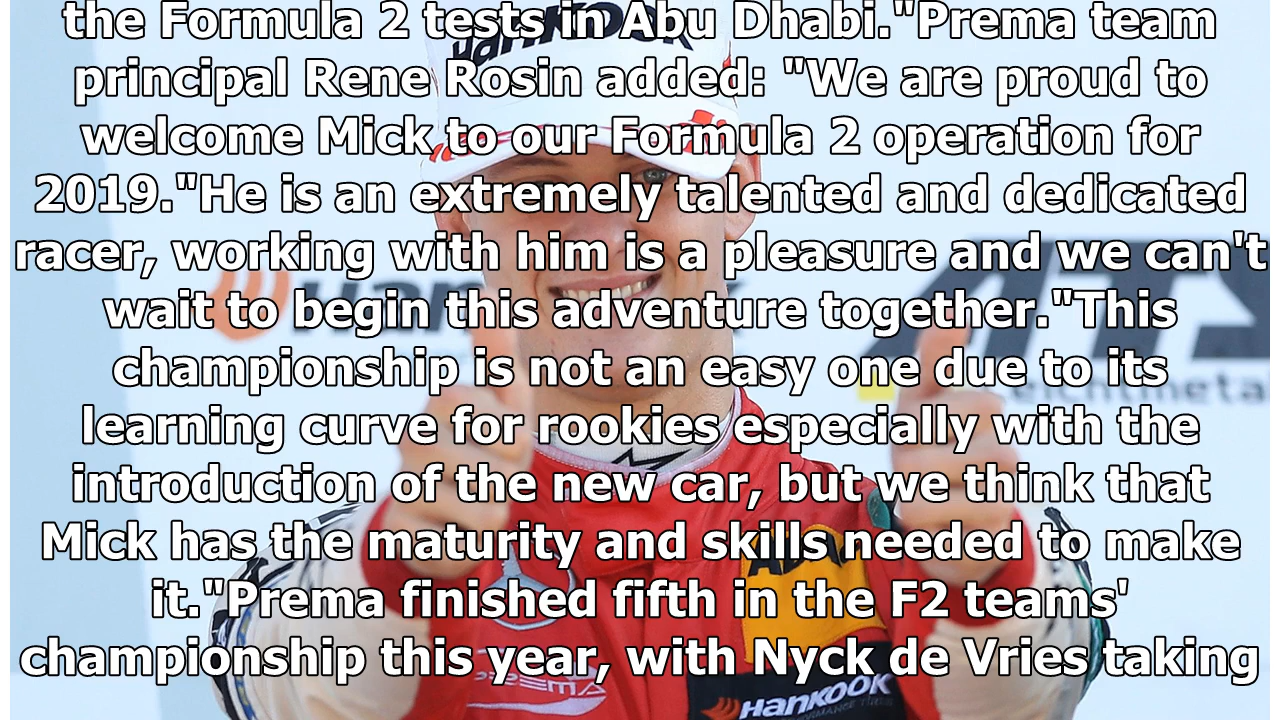 the Formula 2 tests in Abu Dhabi."Prema team
principal Rene Rosin added: "We are proud to
welcome Mick to our Formula 2 operation for
2019."He is an extremely talented and dedicated
racer, working with him is a pleasure and we can't
wait to begin this adventure together."This
championship is not an easy one due to its
learning curve for rookies especially with the
introduction of the new car, but we think that
Mick has the maturity and skills needed to make
it."Prema finished fifth in the F2 teams'
championship this year, with Nyck de Vries taking
HANKOOK
Hankook
ATS
PREMA
HANKOOK